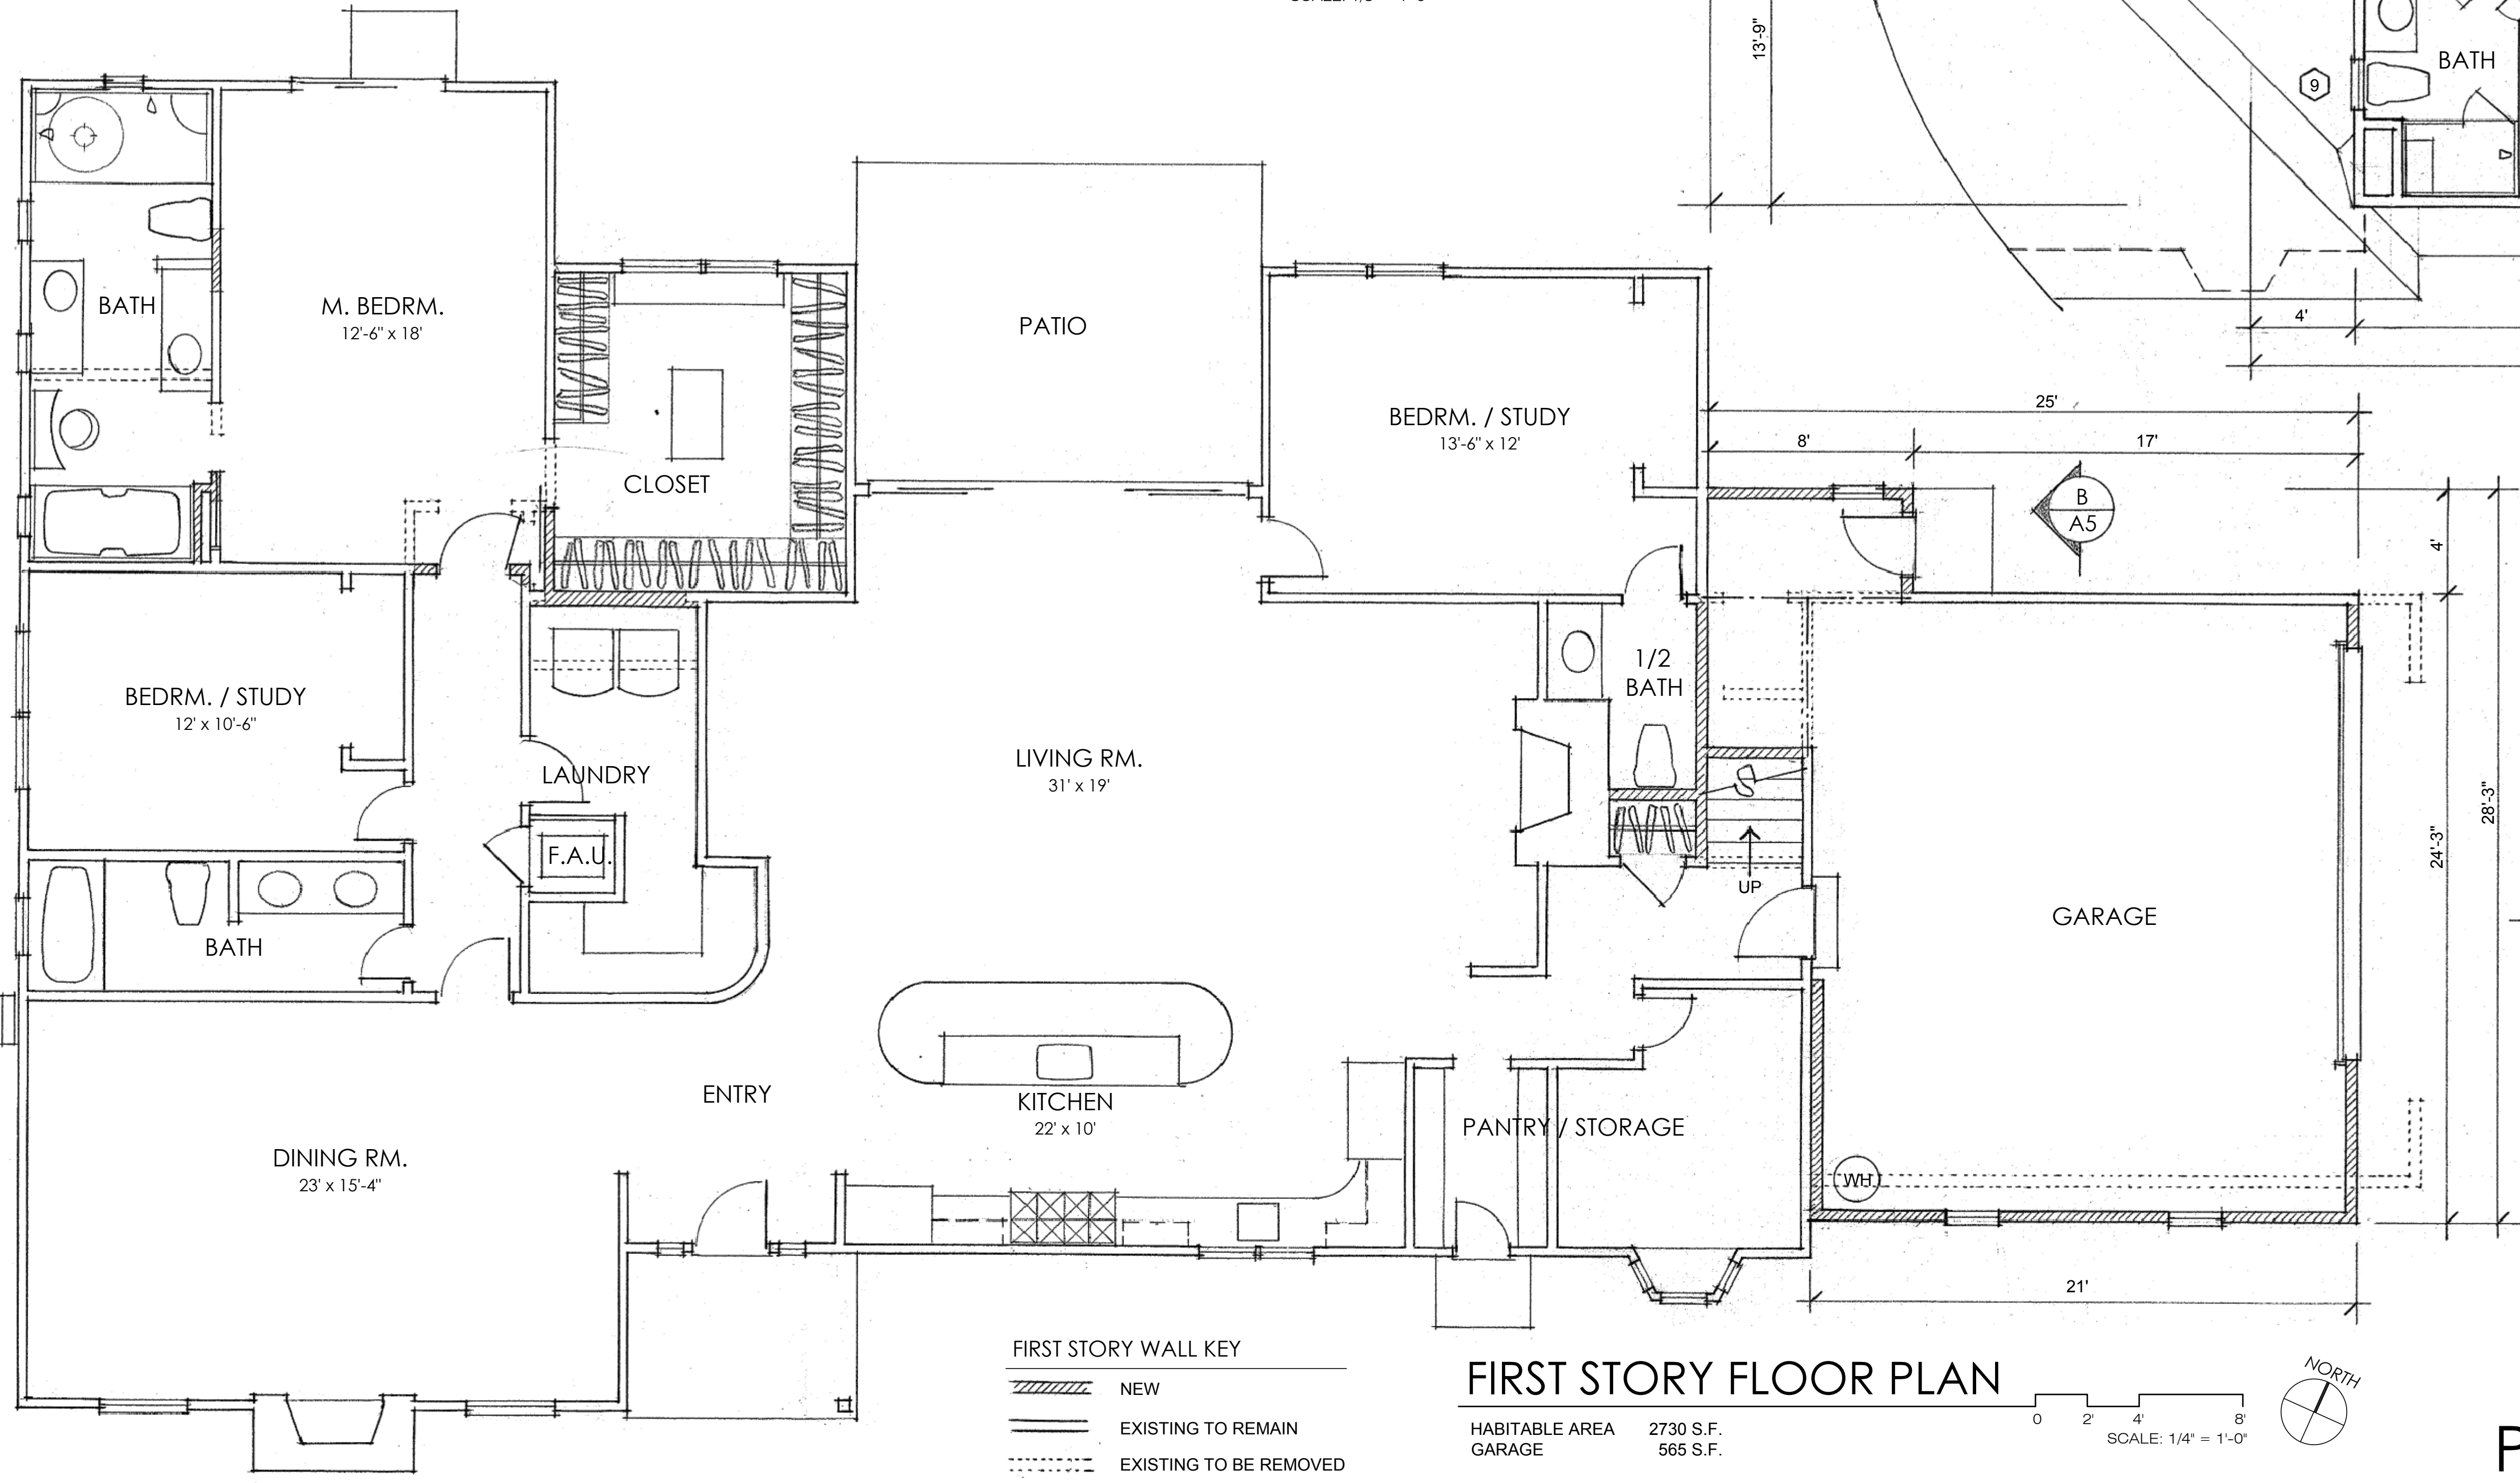 13'-9"
9
BATH
BATH
M. BEDRM.
12'-6" x 18'
PATIO
4'
CLOSET
BEDRM. / STUDY
13'-6" x 12'
25'
8'
17'
B
A5
4'
BEDRM. / STUDY
12' x 10'-6"
LAUNDRY
F.A.U.
LIVING RM.
31' x 19'
1/2
BATH
UP
28'-3"
24'-3"
GARAGE
BATH
ENTRY
KITCHEN
22' x 10'
PANTRY / STORAGE
DINING RM.
23' x 15'-4"
WH
21'
FIRST STORY WALL KEY
NEW
EXISTING TO REMAIN
EXISTING TO BE REMOVED
FIRST STORY FLOOR PLAN
HABITABLE AREA 2730 S.F.
GARAGE 565 S.F.
0 2' 4' 8'
SCALE: 1/4" = 1'-0"
NORTH